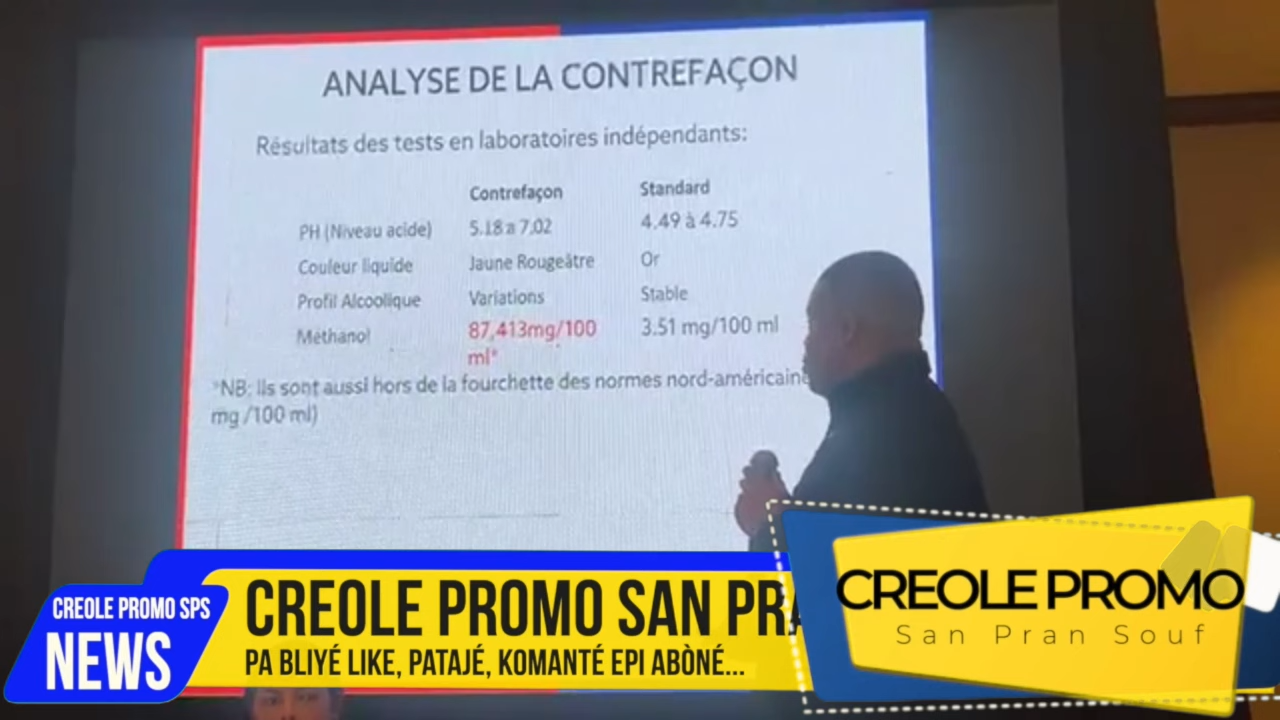 ANALYSE DE LA CONTREFAÇON
Résultats des tests en laboratoires indépendants:
Contrefaçon Standard
PH (Niveau acide) 5.18 a 7.02 4.49 à 4.75
Couleur liquide Jaune Rougeâtre Or
Profil Alcoolique Variations Stable
Méthanol 87,413mg/100 3.51 mg/100 ml
ml*
*NB: Ils sont aussi hors de la fourchette des normes nord-américaine
mg /100 ml)
CREOLE PROMO SPS
NEWS
CREOLE PROMO SAN PRA
PA BLIYÉ LIKE, PATAJÉ, KOMANTÉ EPI ABÒNÉ...
CREOLE PROMO
San Pran Souf